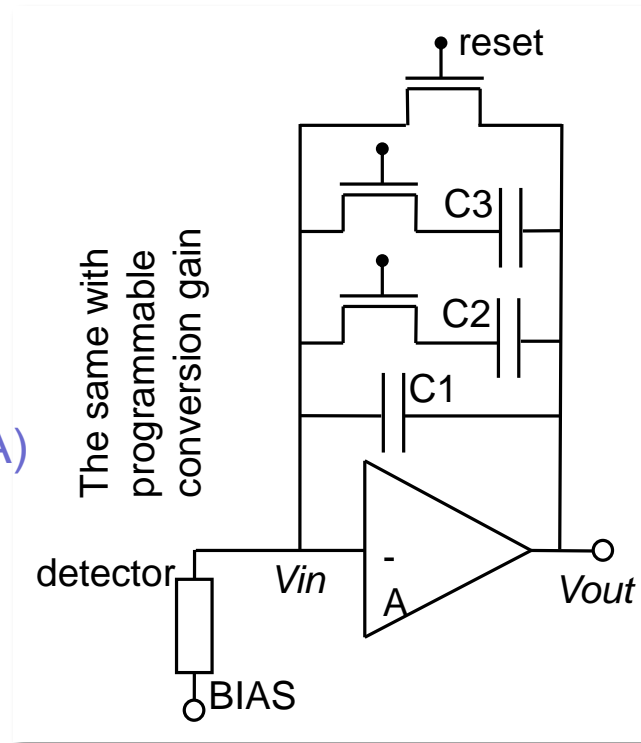 reset
C3
C2
C1
The same with
programmable
conversion gain
A)
detector
Vin
-
A
Vout
BIAS